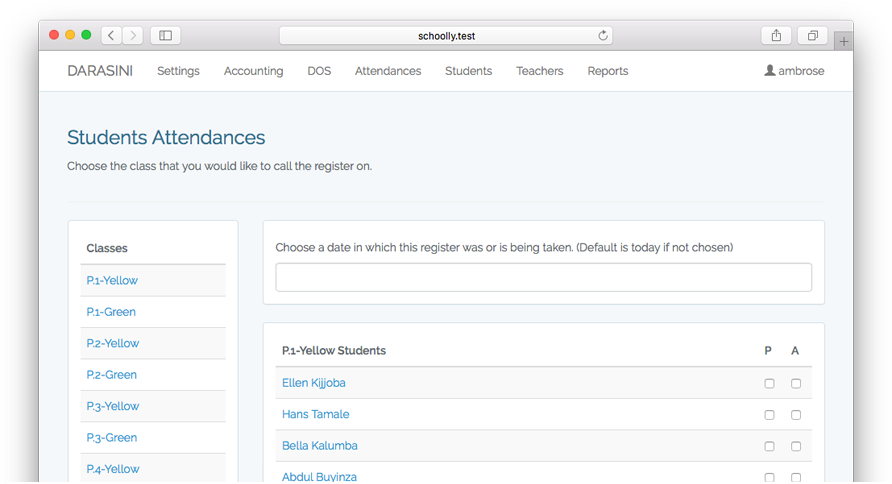 schoolly.test
DARASINI Settings Accounting DOS Attendances Students Teachers Reports ambrose
Students Attendances
Choose the class that you would like to call the register on.
Classes
P.1-Yellow
P.1-Green
P.2-Yellow
P.2-Green
P.3-Yellow
P.3-Green
P.4-Yellow
Choose a date in which this register was or is being taken. (Default is today if not chosen)
P.1-Yellow Students P A
Ellen Kijjoba
Hans Tamale
Bella Kalumba
Abdul Buyinza